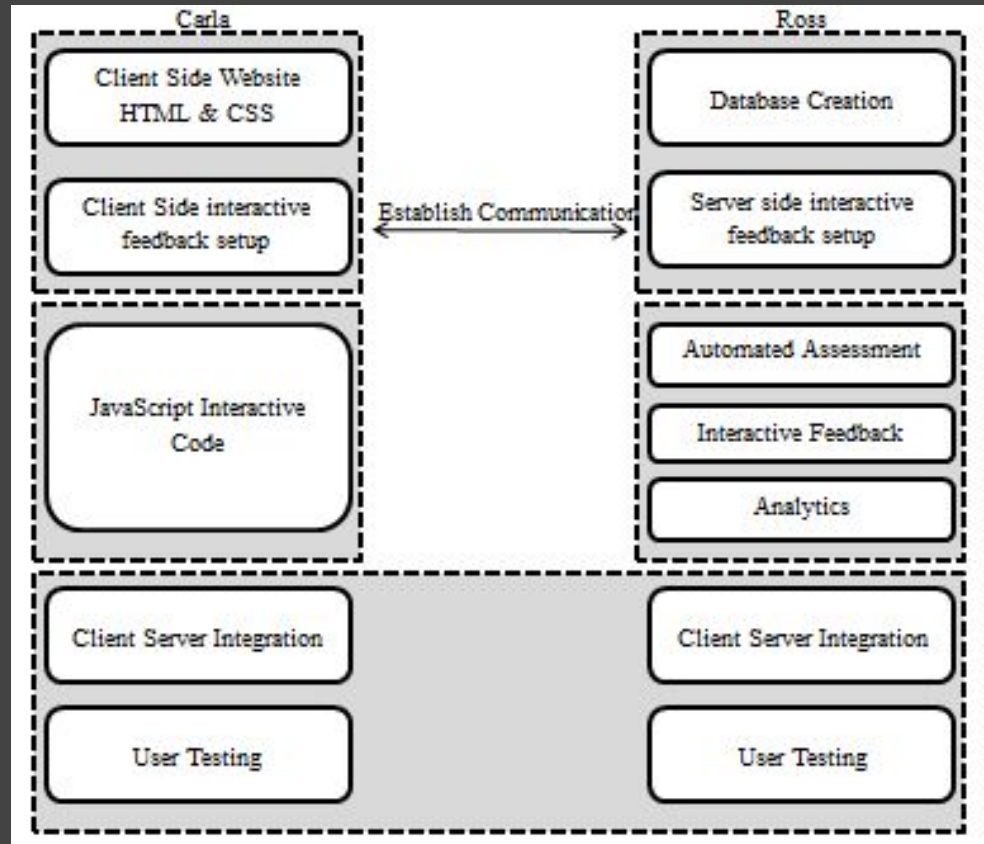 Carla
Ross
Client Side Website
HTML & CSS
Database Creation
Client Side interactive
feedback setup
Establish Communication
Server side interactive
feedback setup
JavaScript Interactive
Code
Automated Assessment
Interactive Feedback
Analytics
Client Server Integration
Client Server Integration
User Testing
User Testing